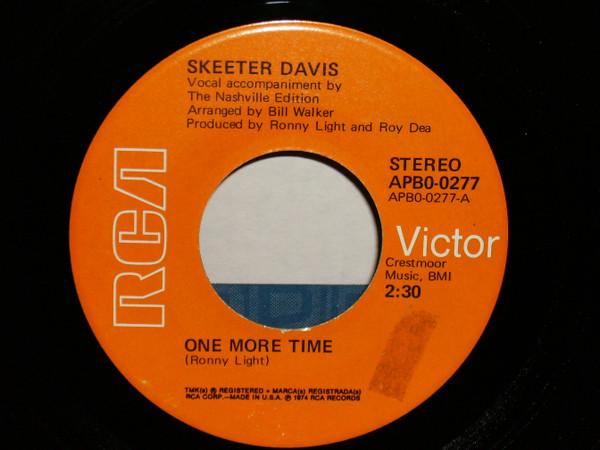 SKEETER DAVIS
Vocal accompaniment by
The Nashville Edition
Arranged by Bill Walker
Produced by Ronny Light and Roy Dea
RCA
STEREO
APBO-0277
APBO-0277-A
Victor
Crestmoor
Music, BMI
2:30
ONE MORE TIME
(Ronny Light)
TMK(s) ® REGISTERED • MARCA(s) REGISTRADA(s)
RCA CORP.—MADE IN U.S.A. ℗ 1974 RCA RECORDS